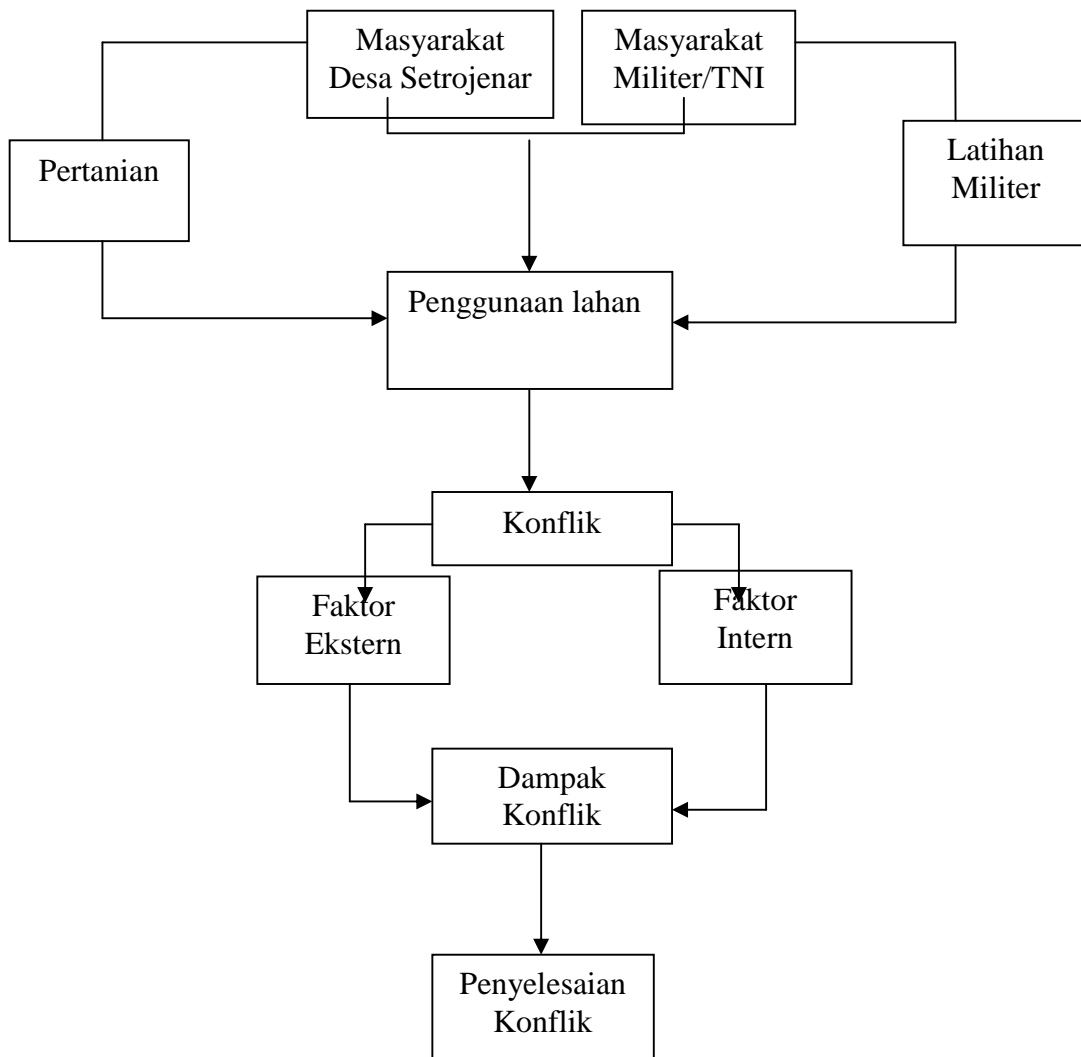 Masyarakat
Desa Setrojenar
Masyarakat
Militer/TNI
Pertanian
Latihan
Militer
Penggunaan lahan
Konflik
Faktor
Ekstern
Faktor
Intern
Dampak
Konflik
Penyelesaian
Konflik